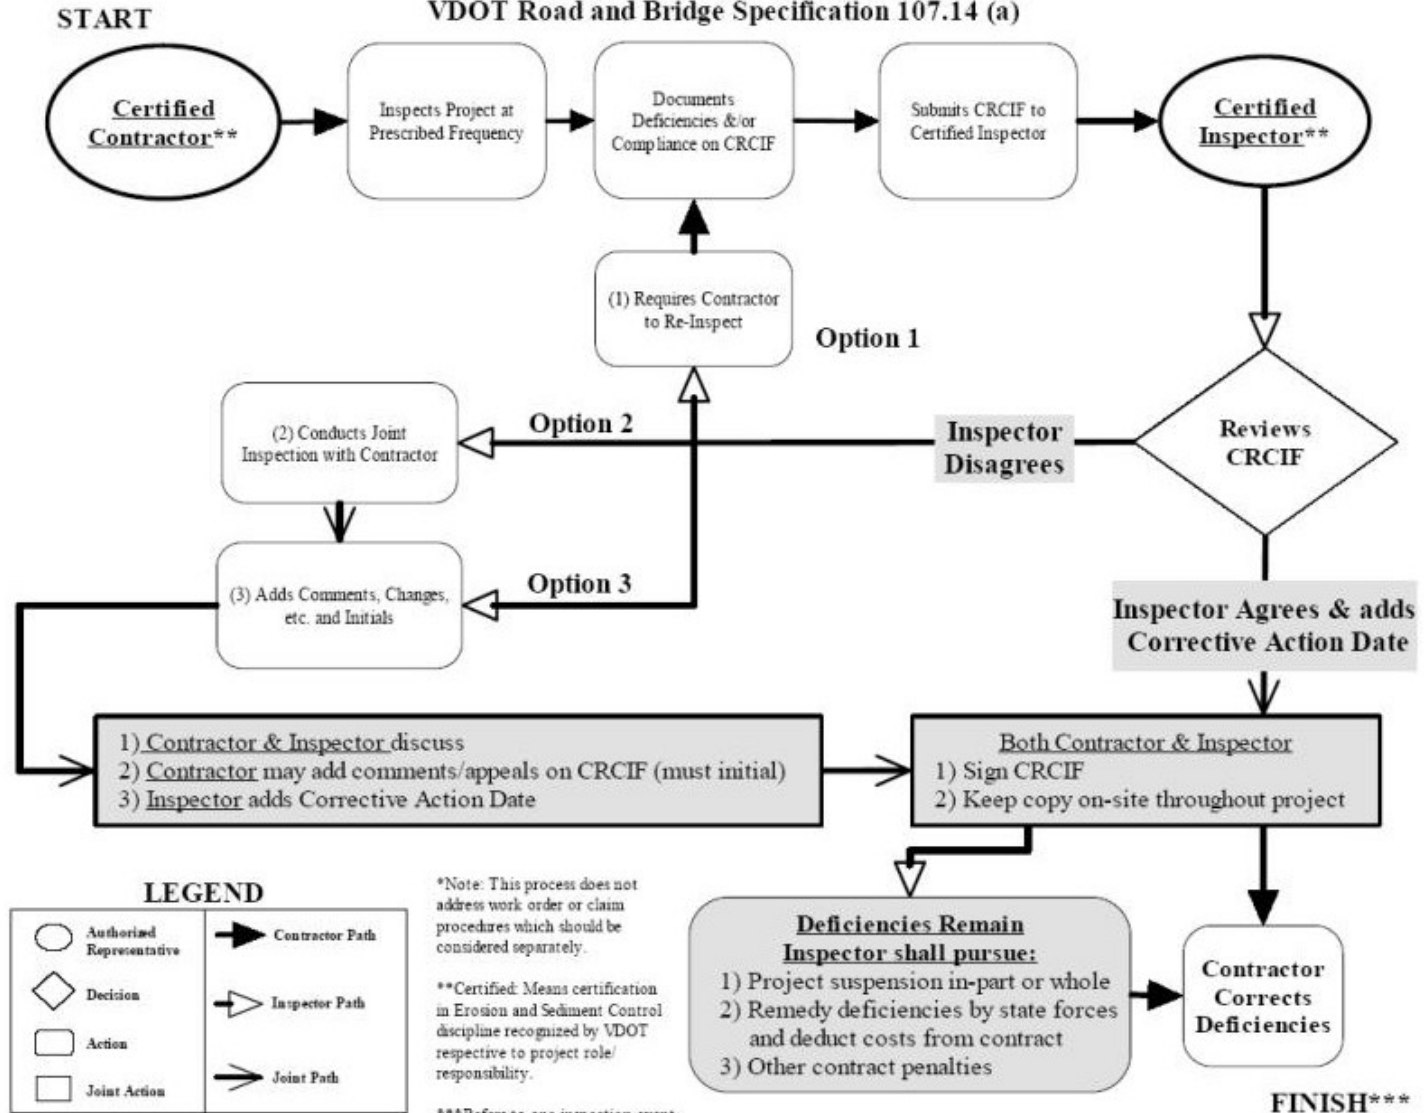 VDOT Road and Bridge Specification 107.14 (a)
START
Certified
Contractor**
Inspects Project at
Prescribed Frequency
Documents
Deficiencies &/or
Compliance on CRCIF
Submits CRCIF to
Certified Inspector
Certified
Inspector**
(1) Requires Contractor
to Re-Inspect
Option 1
(2) Conducts Joint
Inspection with Contractor
Option 2
Inspector
Disagrees
Reviews
CRCIF
(3) Adds Comments, Changes,
etc. and Initials
Option 3
Inspector Agrees & adds
Corrective Action Date
1) Contractor & Inspector discuss
2) Contractor may add comments/appeals on CRCIF (must initial)
3) Inspector adds Corrective Action Date
Both Contractor & Inspector
1) Sign CRCIF
2) Keep copy on-site throughout project
LEGEND
Authorized
Representative
Decision
Action
Joint Action
Contractor Path
Inspector Path
Joint Path
*Note: This process does not
address work order or claim
procedures which should be
considered separately.
**Certified: Means certification
in Erosion and Sediment Control
discipline recognized by VDOT
respective to project role/
responsibility.
Deficiencies Remain
Inspector shall pursue:
1) Project suspension in-part or whole
2) Remedy deficiencies by state forces
and deduct costs from contract
3) Other contract penalties
Contractor
Corrects
Deficiencies
FINISH***